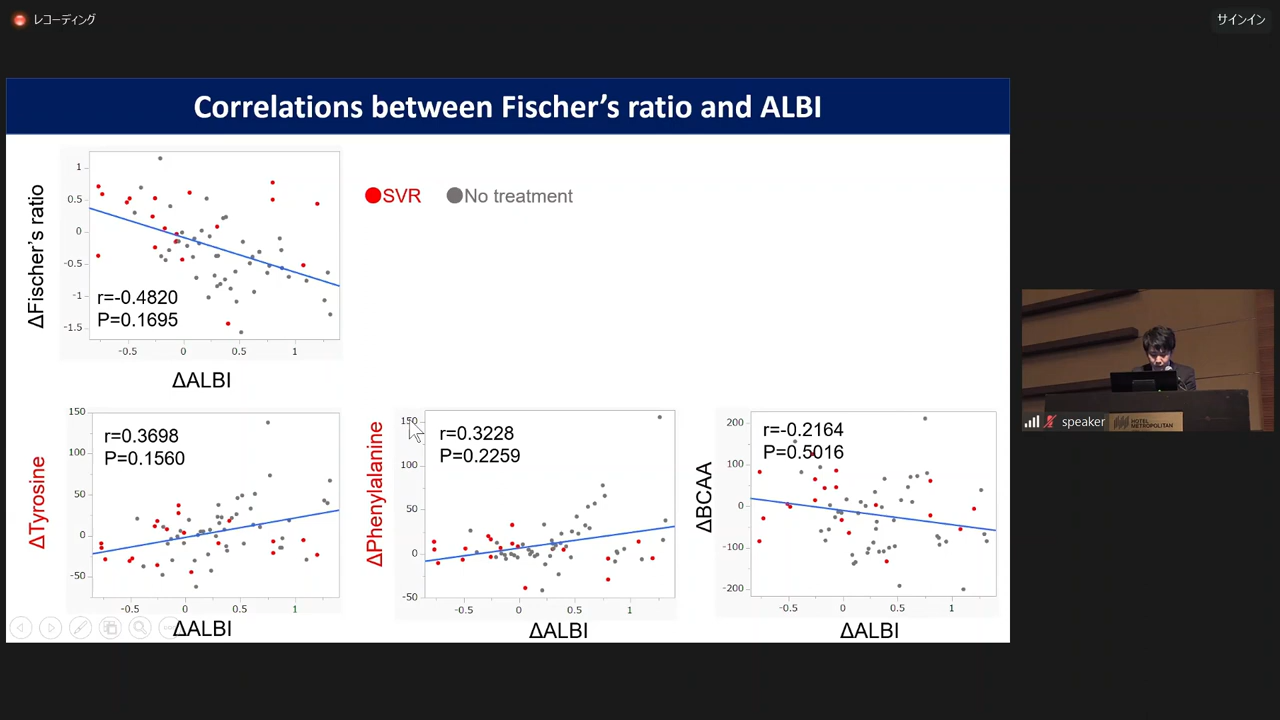 レコーディング
サインイン
Correlations between Fischer's ratio and ALBI
SVR
No treatment
ΔFischer's ratio
1
0.5
0
-0.5
-1
-1.5
r=-0.4820
P=0.1695
-0.5
0
0.5
1
ΔALBI
ΔTyrosine
150
100
50
0
-50
r=0.3698
P=0.1560
-0.5
0
0.5
1
ΔALBI
ΔPhenylalanine
150
100
50
0
-50
r=0.3228
P=0.2259
-0.5
0
0.5
1
ΔALBI
ΔBCAA
200
100
0
-100
-200
r=-0.2164
P=0.5016
-0.5
0
0.5
1
ΔALBI
speaker
HOTEL
METROPOLITAN